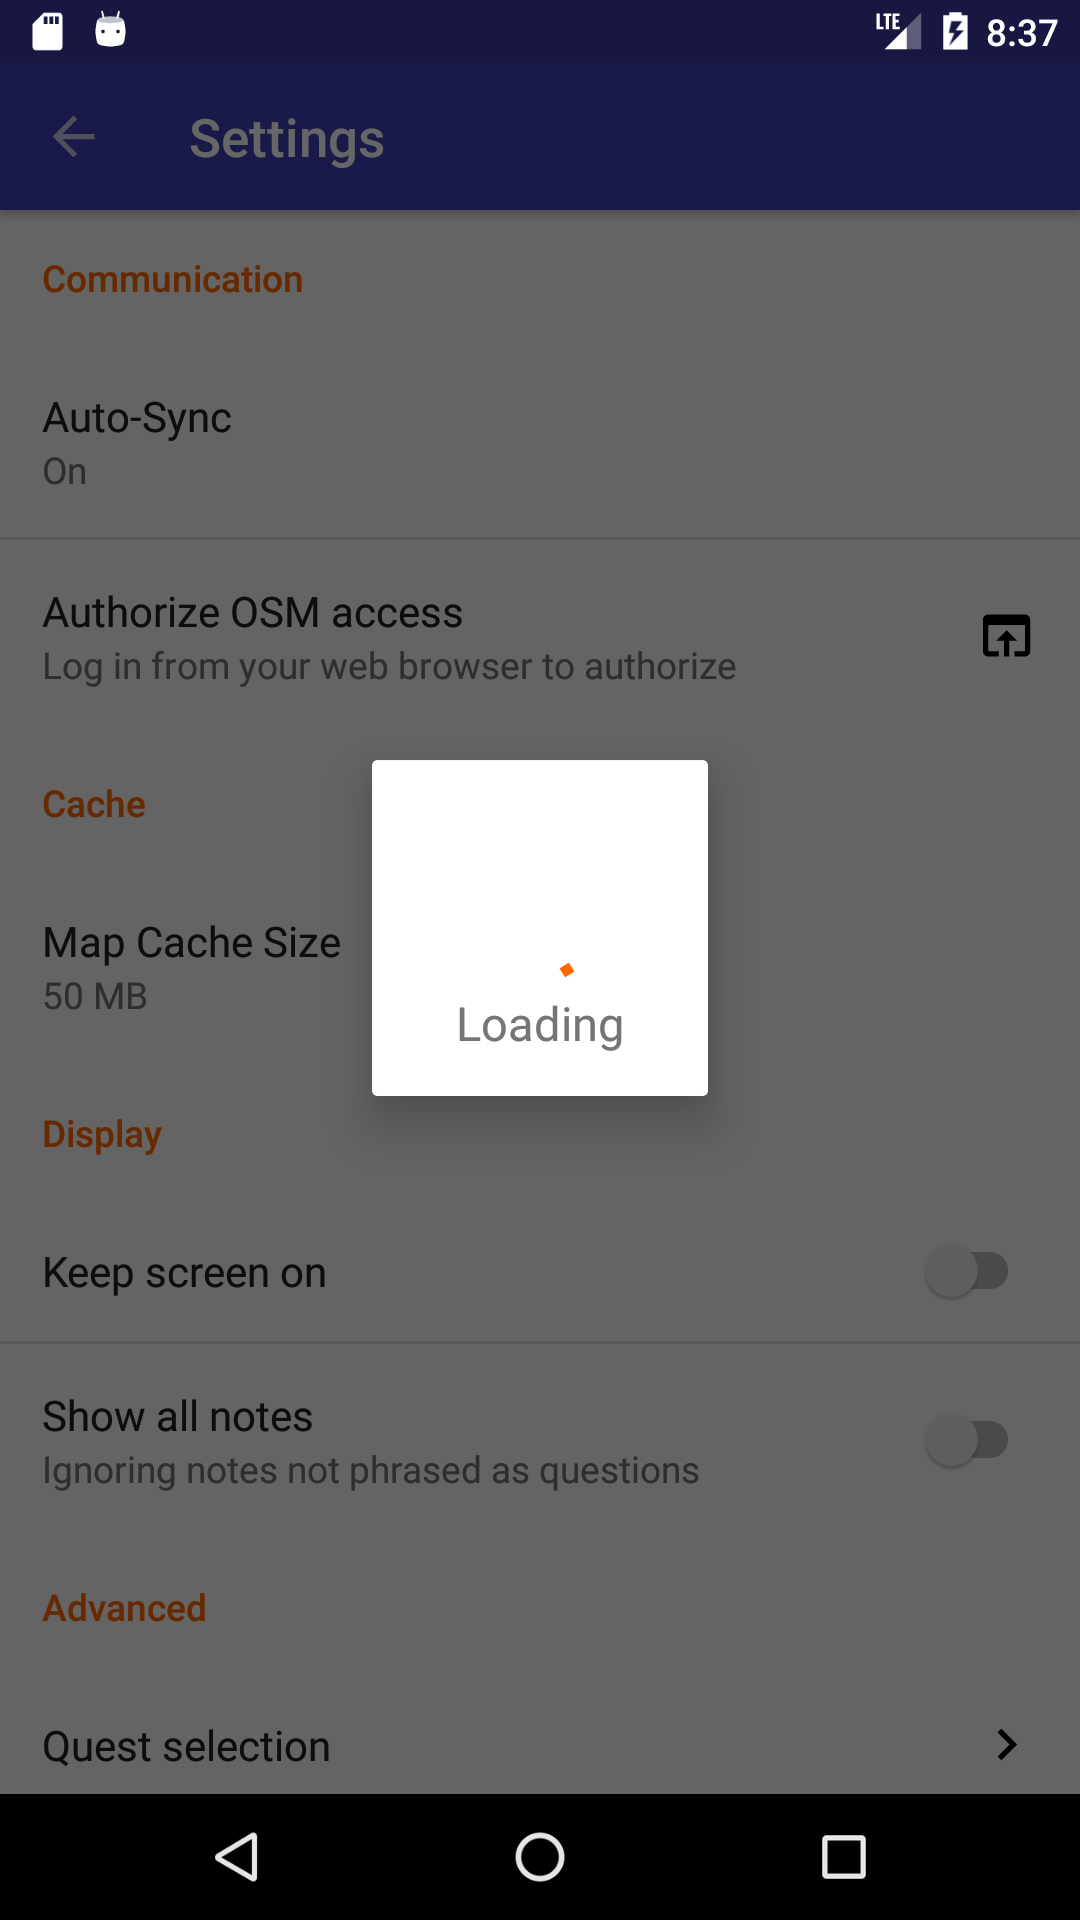 LTE 8:37
Settings
Communication
Auto-Sync
On
Authorize OSM access
Log in from your web browser to authorize
Cache
Map Cache Size
50 MB
Loading
Display
Keep screen on
Show all notes
Ignoring notes not phrased as questions
Advanced
Quest selection